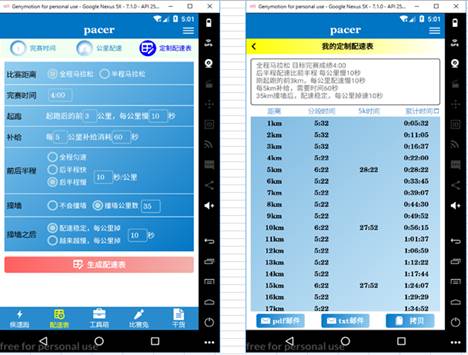 Genymotion for personal use - Google Nexus 5X - 7.1.0 - API 25...
5:01
pacer
完赛时间
公里配速
定制配速表
比赛距离 全程马拉松 半程马拉松
完赛时间 4:00
起跑 起跑后的前 3 公里,每公里慢 10 秒
补给 每 5 公里补给消耗 60 秒
全程匀速
前后半程 后半程快 10 秒/公里
后半程慢
撞墙 不会撞墙 撞墙公里数 35
配速稳定,每公里掉 10 秒
撞墙之后
越来越慢,每公里掉
生成配速表
疾速跑 配速表 工具箱 比赛兔 干货
free for personal use
Genymotion for personal use - Google Nexus 5X - 7.1.0 - API 25...
5:01
pacer
我的定制配速表
全程马拉松 目标完赛成绩4:00
后半程配速比前半程 每公里慢10秒
刚起跑的前3km,每公里配速慢10秒
每5km补给,需要时间60秒
35km撞墙后,配速稳定,每公里掉速10秒
距离 分段时间 5k时间 累计时间
1km 5:32 0:05:32
2km 5:32 0:11:05
3km 5:32 0:16:37
4km 5:22 0:22:00
5km 6:22 28:22 0:28:22
6km 5:22 0:33:45
7km 5:22 0:39:07
8km 5:22 0:44:30
9km 5:22 0:49:52
10km 6:22 27:52 0:56:15
11km 5:22 1:01:37
12km 5:22 1:06:59
13km 5:22 1:12:22
14km 5:22 1:17:44
15km 6:22 27:52 1:24:07
16km 5:22 1:29:29
17km 5:22 1:34:52
pdf邮件 txt邮件 拷贝
free for personal use